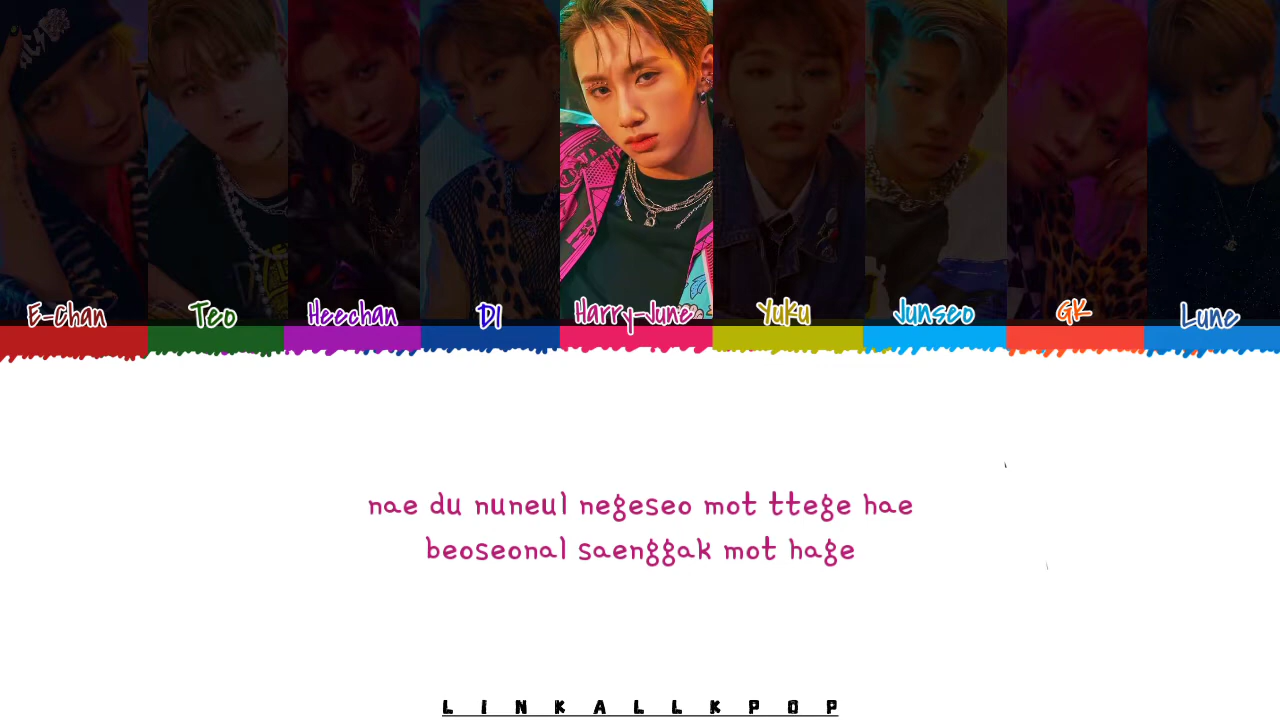 E-Chan
Teo
Heechan
DI
Harry-June
Yuku
Junseo
GK
Lune
nae du nuneul negeseo mot ttege hae
beoseonal saenggak mot hage
LINKALLKPOP